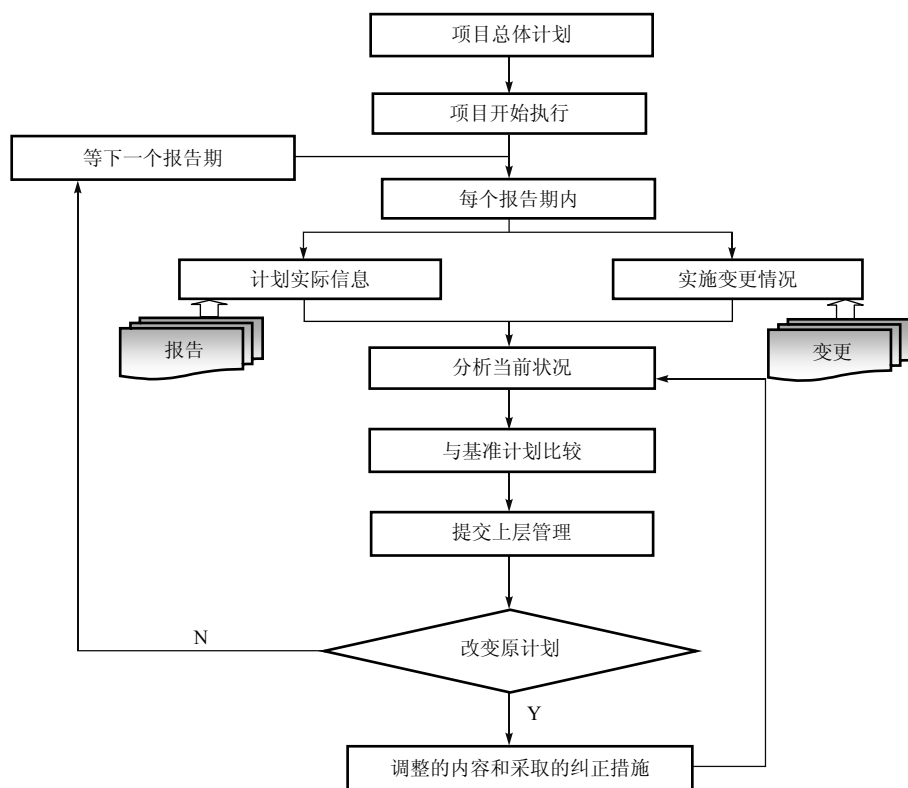 项目总体计划
项目开始执行
等下一个报告期
每个报告期内
计划实际信息
实施变更情况
报告
变更
分析当前状况
与基准计划比较
提交上层管理
N
改变原计划
Y
调整的内容和采取的纠正措施